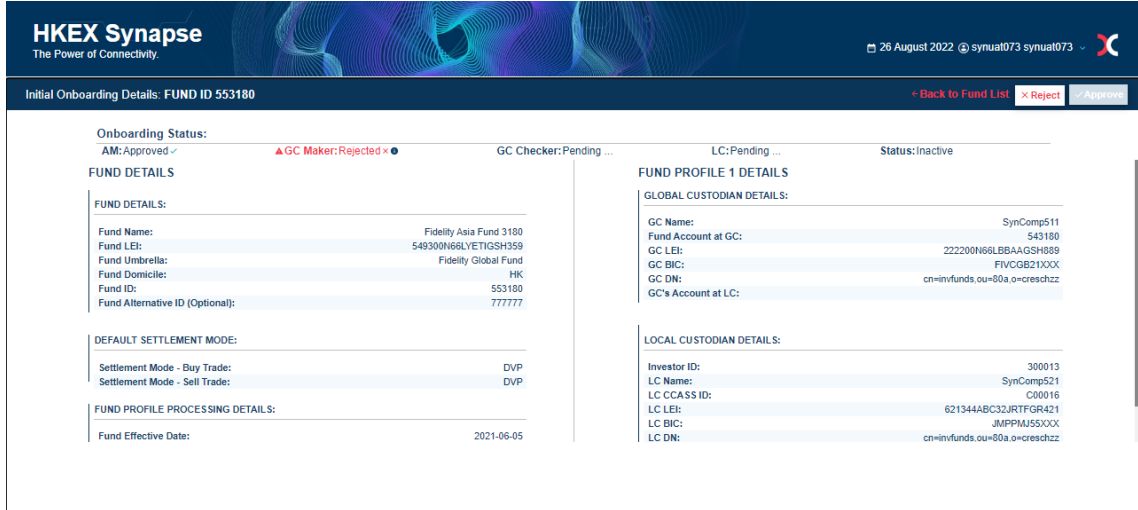 HKEX Synapse
The Power of Connectivity.
26 August 2022 synuat073 synuat073
Initial Onboarding Details: FUND ID 553180
Back to Fund List
Reject
Approve
Onboarding Status:
AM: Approved
GC Maker: Rejected
GC Checker: Pending ...
LC: Pending ...
Status: Inactive
FUND DETAILS
FUND DETAILS:
Fund Name: Fidelity Asia Fund 3180
Fund LEI: 549300N66LYETIGSH359
Fund Umbrella: Fidelity Global Fund
Fund Domicile: HK
Fund ID: 553180
Fund Alternative ID (Optional): 777777
DEFAULT SETTLEMENT MODE:
Settlement Mode - Buy Trade: DVP
Settlement Mode - Sell Trade: DVP
FUND PROFILE PROCESSING DETAILS:
Fund Effective Date: 2021-06-05
FUND PROFILE 1 DETAILS
GLOBAL CUSTODIAN DETAILS:
GC Name: SynComp511
Fund Account at GC: 543180
GC LEI: 222200N66LBBAAGSH889
GC BIC: FIVCGB21XXX
GC DN: cn=invfunds,ou=80a,o=creschzz
GC's Account at LC:
LOCAL CUSTODIAN DETAILS:
Investor ID: 300013
LC Name: SynComp521
LC CCASS ID: C00016
LC LEI: 621344ABC32JRTFGR421
LC BIC: JMPPMJ55XXX
LC DN: cn=invfunds,ou=80a,o=creschzz